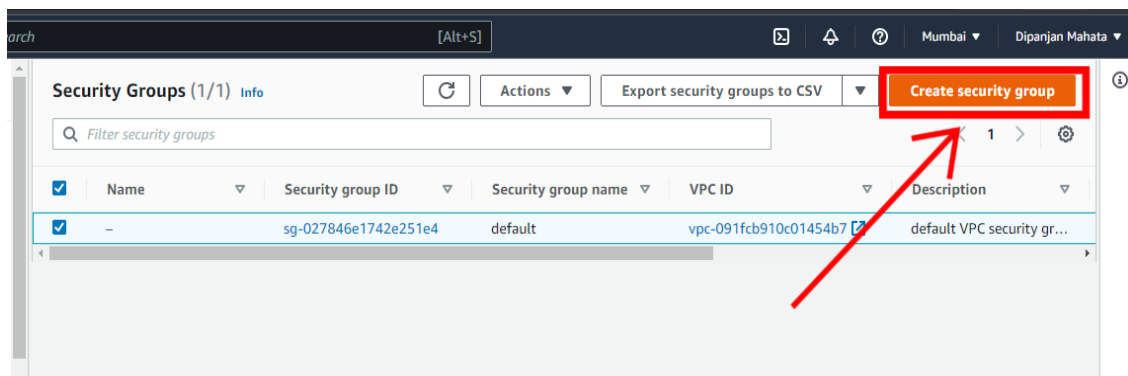 arch [Alt+S] Mumbai ▼ Dipanjan Mahata ▼
Security Groups (1/1) Info Actions ▼ Export security groups to CSV ▼ Create security group
Filter security groups 1
Name Security group ID Security group name VPC ID Description
– sg-027846e1742e251e4 default vpc-091fcb910c01454b7 default VPC security gr...